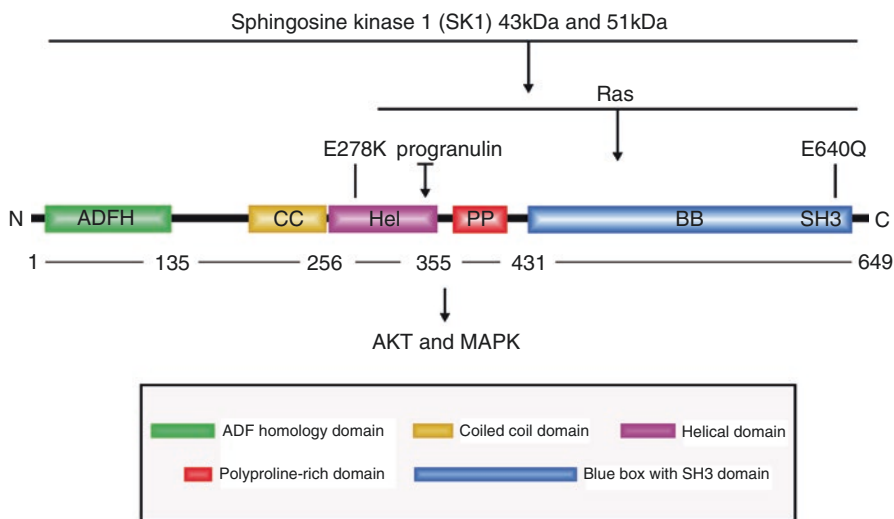 Sphingosine kinase 1 (SK1) 43kDa and 51kDa
Ras
E278K progranulin E640Q
N ADFH CC Hel PP BB SH3 C
1 135 256 355 431 649
AKT and MAPK
ADF homology domain Coiled coil domain Helical domain
Polyproline-rich domain Blue box with SH3 domain